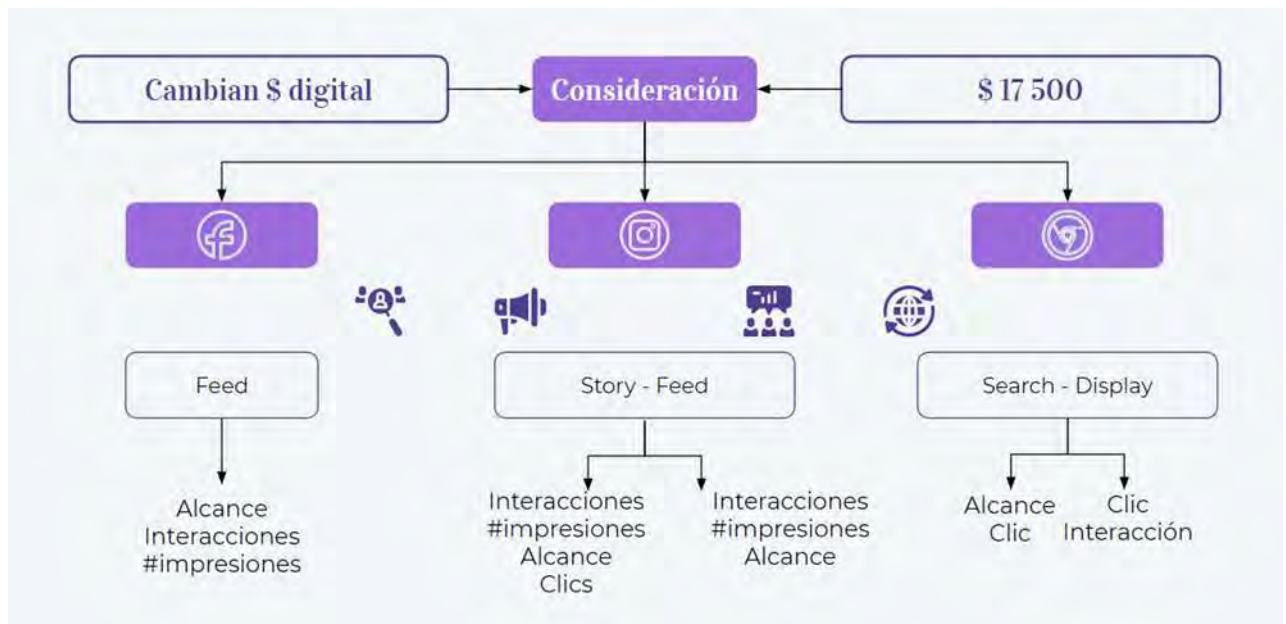 Cambian $ digital
Consideración
$ 17 500
Feed
Story - Feed
Search - Display
Alcance
Interacciones
#impresiones
Interacciones
#impresiones
Alcance
Clics
Interacciones
#impresiones
Alcance
Alcance
Clic
Clic
Interacción